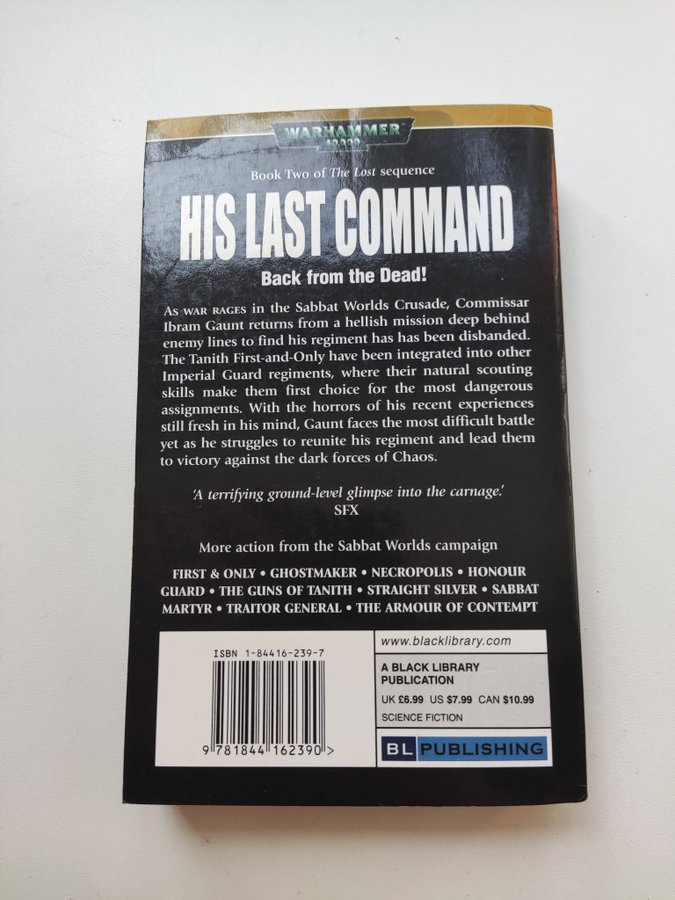 WARHAMMER
40,000
Book Two of The Lost sequence
HIS LAST COMMAND
Back from the Dead!
AS WAR RAGES in the Sabbat Worlds Crusade, Commissar
Ibram Gaunt returns from a hellish mission deep behind
enemy lines to find his regiment has has been disbanded.
The Tanith First-and-Only have been integrated into other
Imperial Guard regiments, where their natural scouting
skills make them first choice for the most dangerous
assignments. With the horrors of his recent experiences
still fresh in his mind, Gaunt faces the most difficult battle
yet as he struggles to reunite his regiment and lead them
to victory against the dark forces of Chaos.
'A terrifying ground-level glimpse into the carnage.'
SFX
More action from the Sabbat Worlds campaign
FIRST & ONLY • GHOSTMAKER • NECROPOLIS • HONOUR
GUARD • THE GUNS OF TANITH • STRAIGHT SILVER • SABBAT
MARTYR • TRAITOR GENERAL • THE ARMOUR OF CONTEMPT
ISBN 1-84416-239-7
9 781844 162390 >
www.blacklibrary.com
A BLACK LIBRARY
PUBLICATION
UK £6.99 US $7.99 CAN $10.99
SCIENCE FICTION
BL PUBLISHING